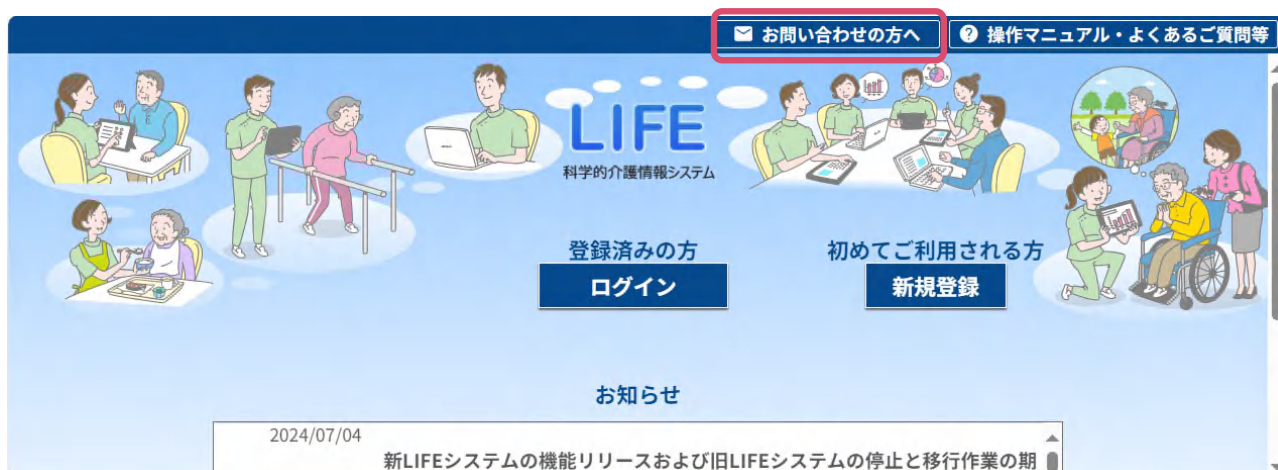 お問い合わせの方へ
操作マニュアル・よくあるご質問等
LIFE
科学的介護情報システム
登録済みの方
初めてご利用される方
ログイン
新規登録
お知らせ
2024/07/04
新LIFEシステムの機能リリースおよび旧LIFEシステムの停止と移行作業の期